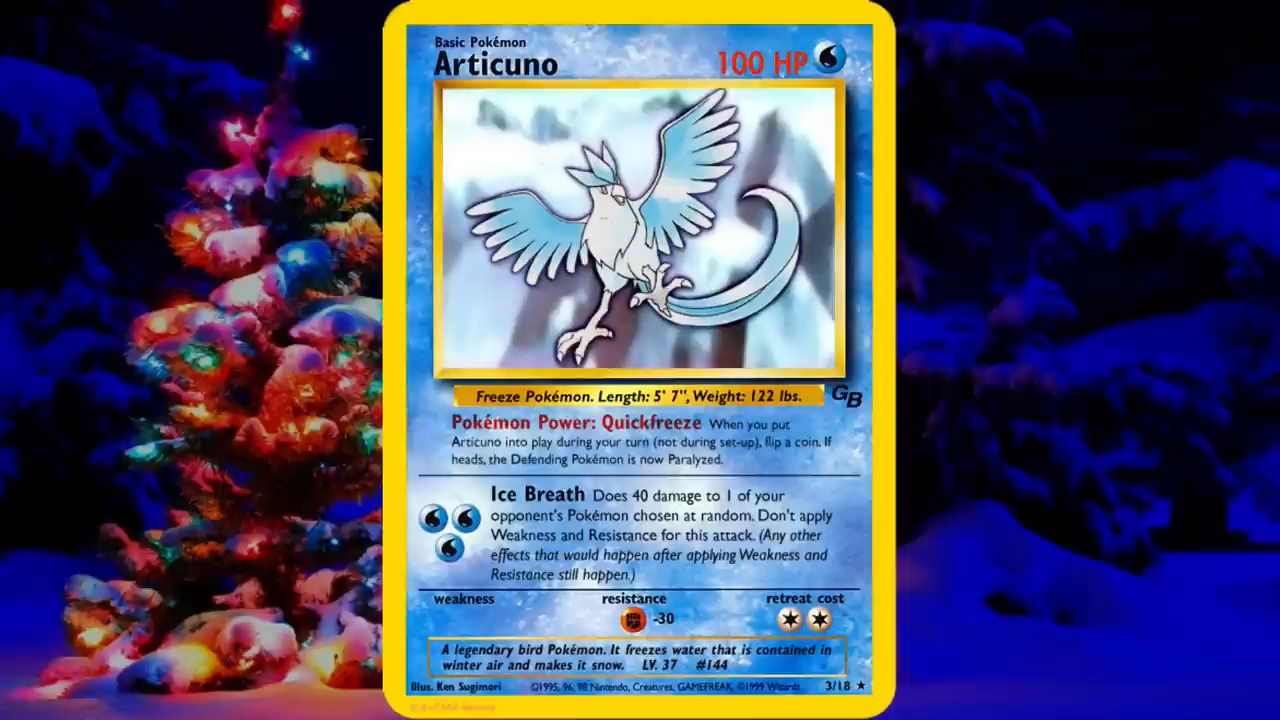 Basic Pokémon
Articuno 100 HP
Freeze Pokémon. Length: 5' 7", Weight: 122 lbs.
GB
Pokémon Power: Quickfreeze When you put
Articuno into play during your turn (not during set-up), flip a coin. If
heads, the Defending Pokémon is now Paralyzed.
Ice Breath Does 40 damage to 1 of your
opponent's Pokémon chosen at random. Don't apply
Weakness and Resistance for this attack. (Any other
effects that would happen after applying Weakness and
Resistance still happen.)
weakness resistance retreat cost
-30
A legendary bird Pokémon. It freezes water that is contained in
winter air and makes it snow. LV. 37 #144
Illus. Ken Sugimori ©1995, 96, 98 Nintendo, Creatures, GAMEFREAK. ©1999 Wizards. 3/18 ★